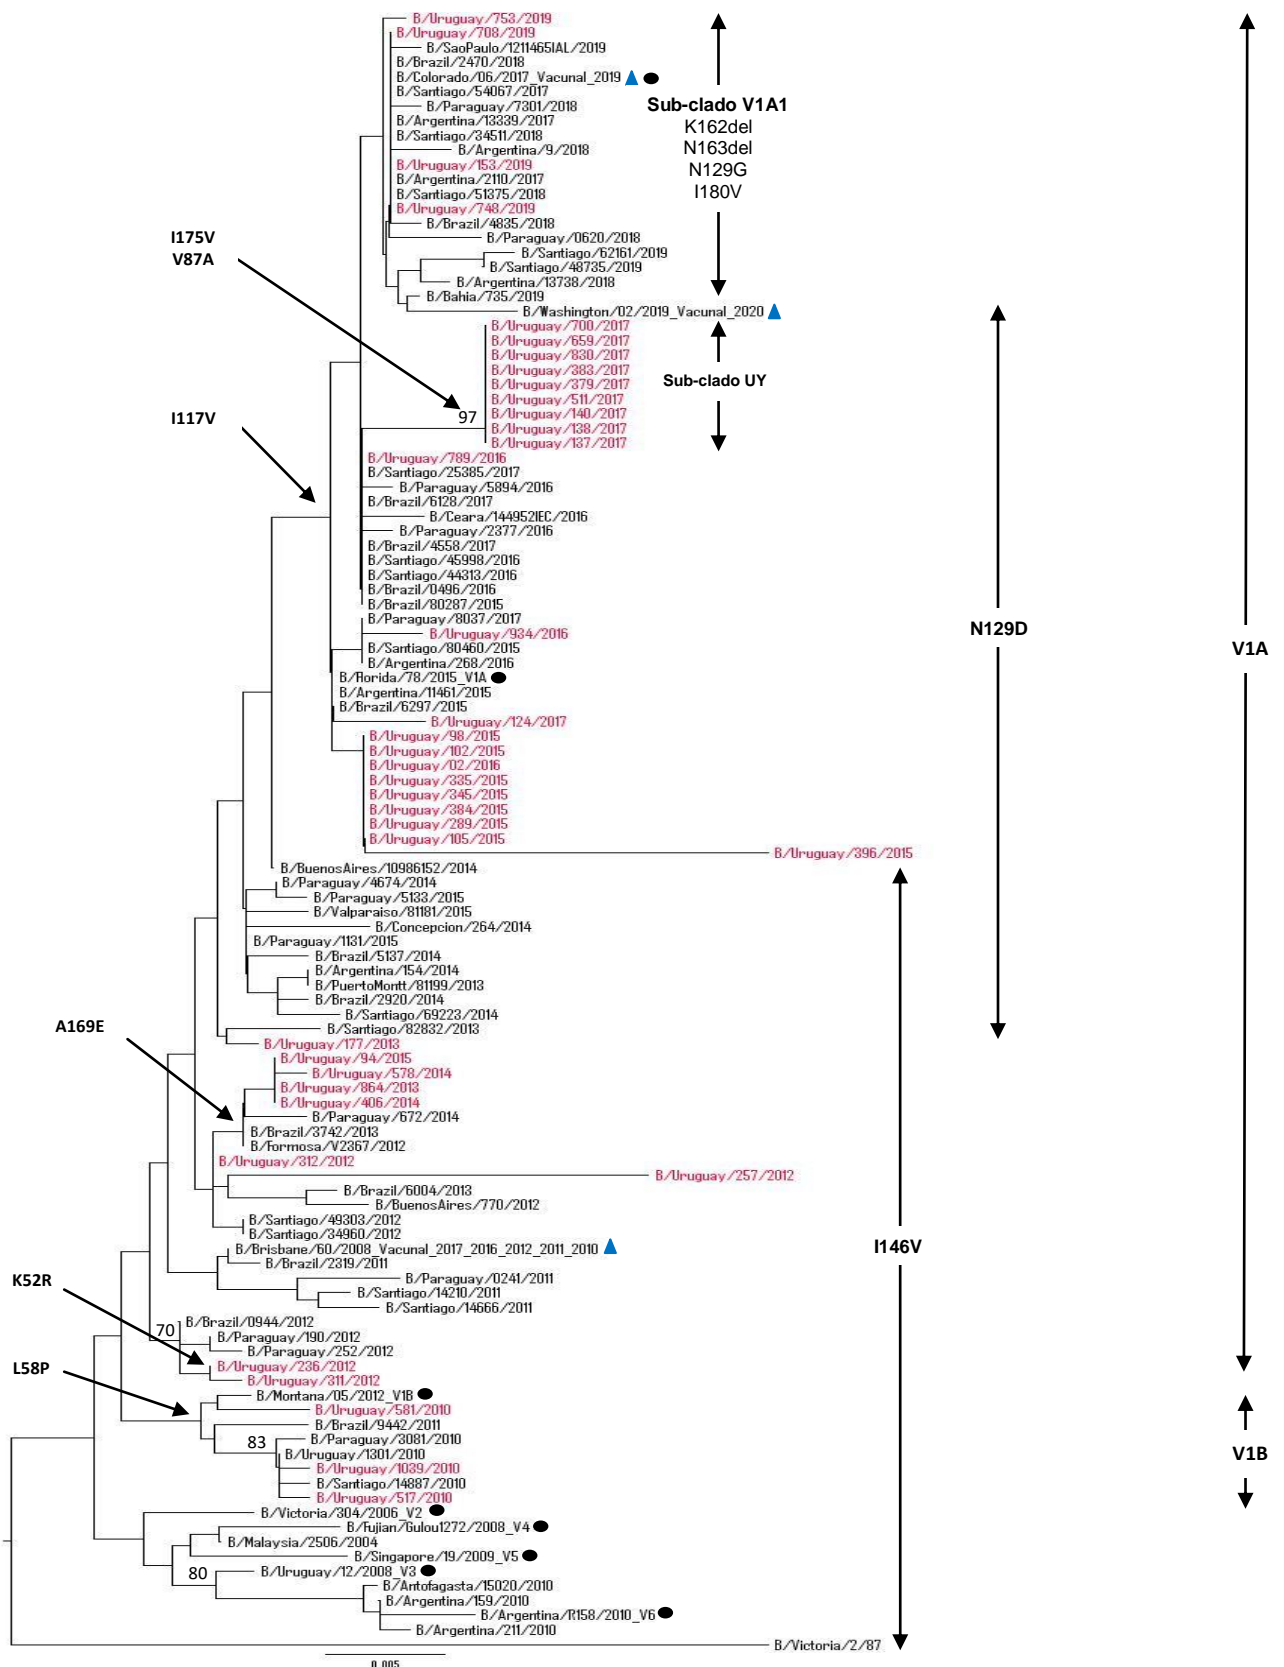 B/Uruguay/753/2019
B/Uruguay/708/2019
B/SaoPaulo/1211465IAL/2019
B/Brazil/2470/2018
B/Colorado/06/2017_Vacunal_2019
B/Santiago/54067/2017
Sub-clado V1A1
B/Paraguay/7301/2018
K162del
B/Argentina/13339/2017
B/Santiago/34511/2018
N163del
B/Argentina/9/2018
N129G
B/Uruguay/153/2019
B/Argentina/2110/2017
I180V
B/Santiago/51375/2018
B/Uruguay/748/2019
B/Brazil/4835/2018
I175V
B/Paraguay/0620/2018
V87A
B/Santiago/62161/2019
B/Santiago/48735/2019
B/Argentina/13738/2018
B/Bahia/735/2019
B/Washington/02/2019_Vacunal_2020
B/Uruguay/700/2017
B/Uruguay/659/2017
B/Uruguay/830/2017
B/Uruguay/383/2017
Sub-clado UY
B/Uruguay/379/2017
B/Uruguay/511/2017
97
B/Uruguay/140/2017
I117V
B/Uruguay/138/2017
B/Uruguay/137/2017
B/Uruguay/789/2016
B/Santiago/25385/2017
B/Paraguay/5894/2016
B/Brazil/6128/2017
B/Ceara/144952IEC/2016
B/Paraguay/2377/2016
B/Brazil/4558/2017
B/Santiago/45998/2016
B/Santiago/44313/2016
B/Brazil/0496/2016
B/Brazil/80287/2015
B/Paraguay/8037/2017
N129D
B/Uruguay/934/2016
B/Santiago/80460/2015
V1A
B/Argentina/268/2016
B/Florida/78/2015_V1A
B/Argentina/11461/2015
B/Brazil/6297/2015
B/Uruguay/124/2017
B/Uruguay/98/2015
B/Uruguay/102/2015
B/Uruguay/02/2016
B/Uruguay/335/2015
B/Uruguay/345/2015
B/Uruguay/384/2015
B/Uruguay/289/2015
B/Uruguay/105/2015
B/Uruguay/396/2015
B/BuenosAires/10986152/2014
B/Paraguay/4674/2014
B/Paraguay/5133/2015
B/Valparaiso/81181/2015
B/Concepcion/264/2014
B/Paraguay/1131/2015
B/Brazil/5137/2014
B/Argentina/154/2014
B/PuertoMontt/81199/2013
B/Brazil/2920/2014
B/Santiago/69223/2014
A169E
B/Santiago/82832/2013
B/Uruguay/177/2013
B/Uruguay/94/2015
B/Uruguay/578/2014
B/Uruguay/864/2013
B/Uruguay/406/2014
B/Paraguay/672/2014
B/Brazil/3742/2013
B/Formosa/V2367/2012
B/Uruguay/312/2012
B/Uruguay/257/2012
B/Brazil/6004/2013
B/BuenosAires/770/2012
B/Santiago/49303/2012
B/Santiago/34960/2012
I146V
B/Brisbane/60/2008_Vacunal_2017_2016_2012_2011_2010
B/Brazil/2319/2011
K52R
B/Paraguay/0241/2011
B/Santiago/14210/2011
B/Santiago/14666/2011
B/Brazil/0944/2012
70
B/Paraguay/190/2012
B/Paraguay/252/2012
L58P
B/Uruguay/236/2012
B/Uruguay/311/2012
B/Montana/05/2012_V1B
B/Uruguay/581/2010
B/Brazil/9442/2011
83
B/Paraguay/3081/2010
B/Uruguay/1301/2010
V1B
B/Uruguay/1039/2010
B/Santiago/14887/2010
B/Uruguay/517/2010
B/Victoria/304/2006_V2
B/Fujian/Gulou1272/2008_V4
B/Malaysia/2506/2004
B/Singapore/19/2009_V5
80
B/Uruguay/12/2008_V3
B/Antofagasta/15020/2010
B/Argentina/159/2010
B/Argentina/R158/2010_V6
B/Argentina/211/2010
B/Victoria/2/87
0.005